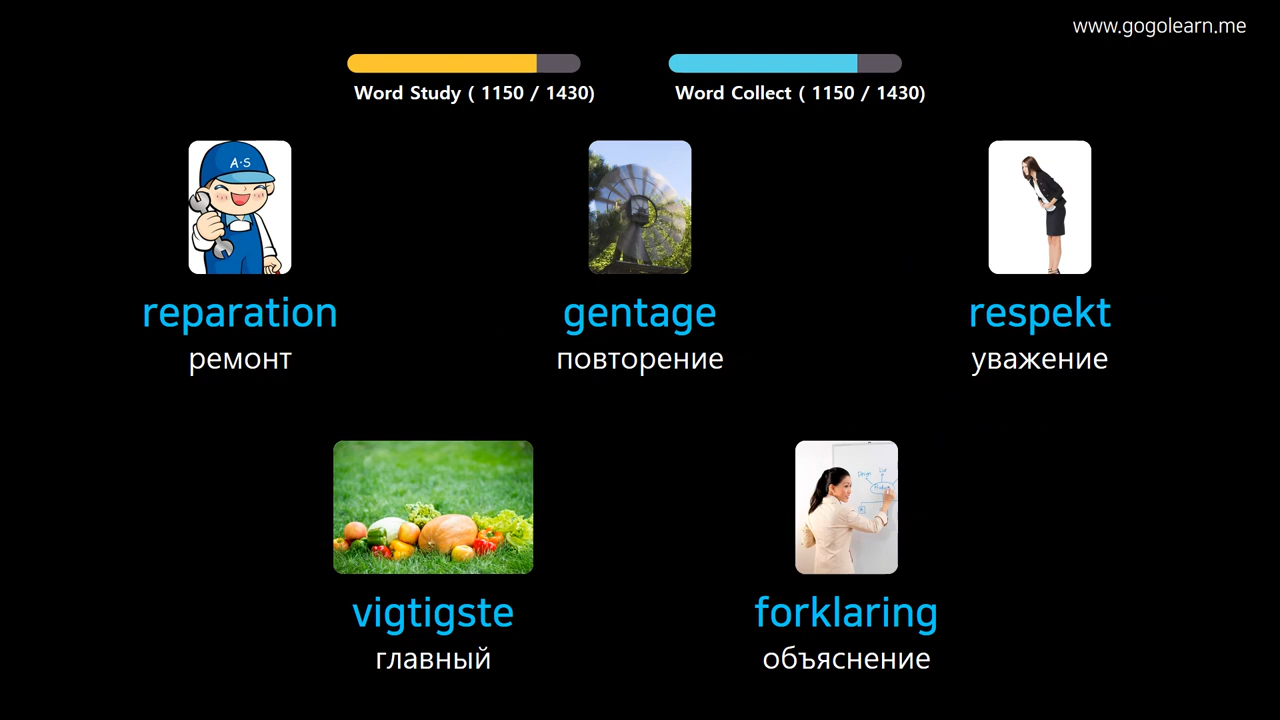 www.gogolearn.me
Word Study ( 1150 / 1430)
Word Collect ( 1150 / 1430)
A·S
reparation
ремонт
gentage
повторение
respekt
уважение
vigtigste
главный
forklaring
объяснение